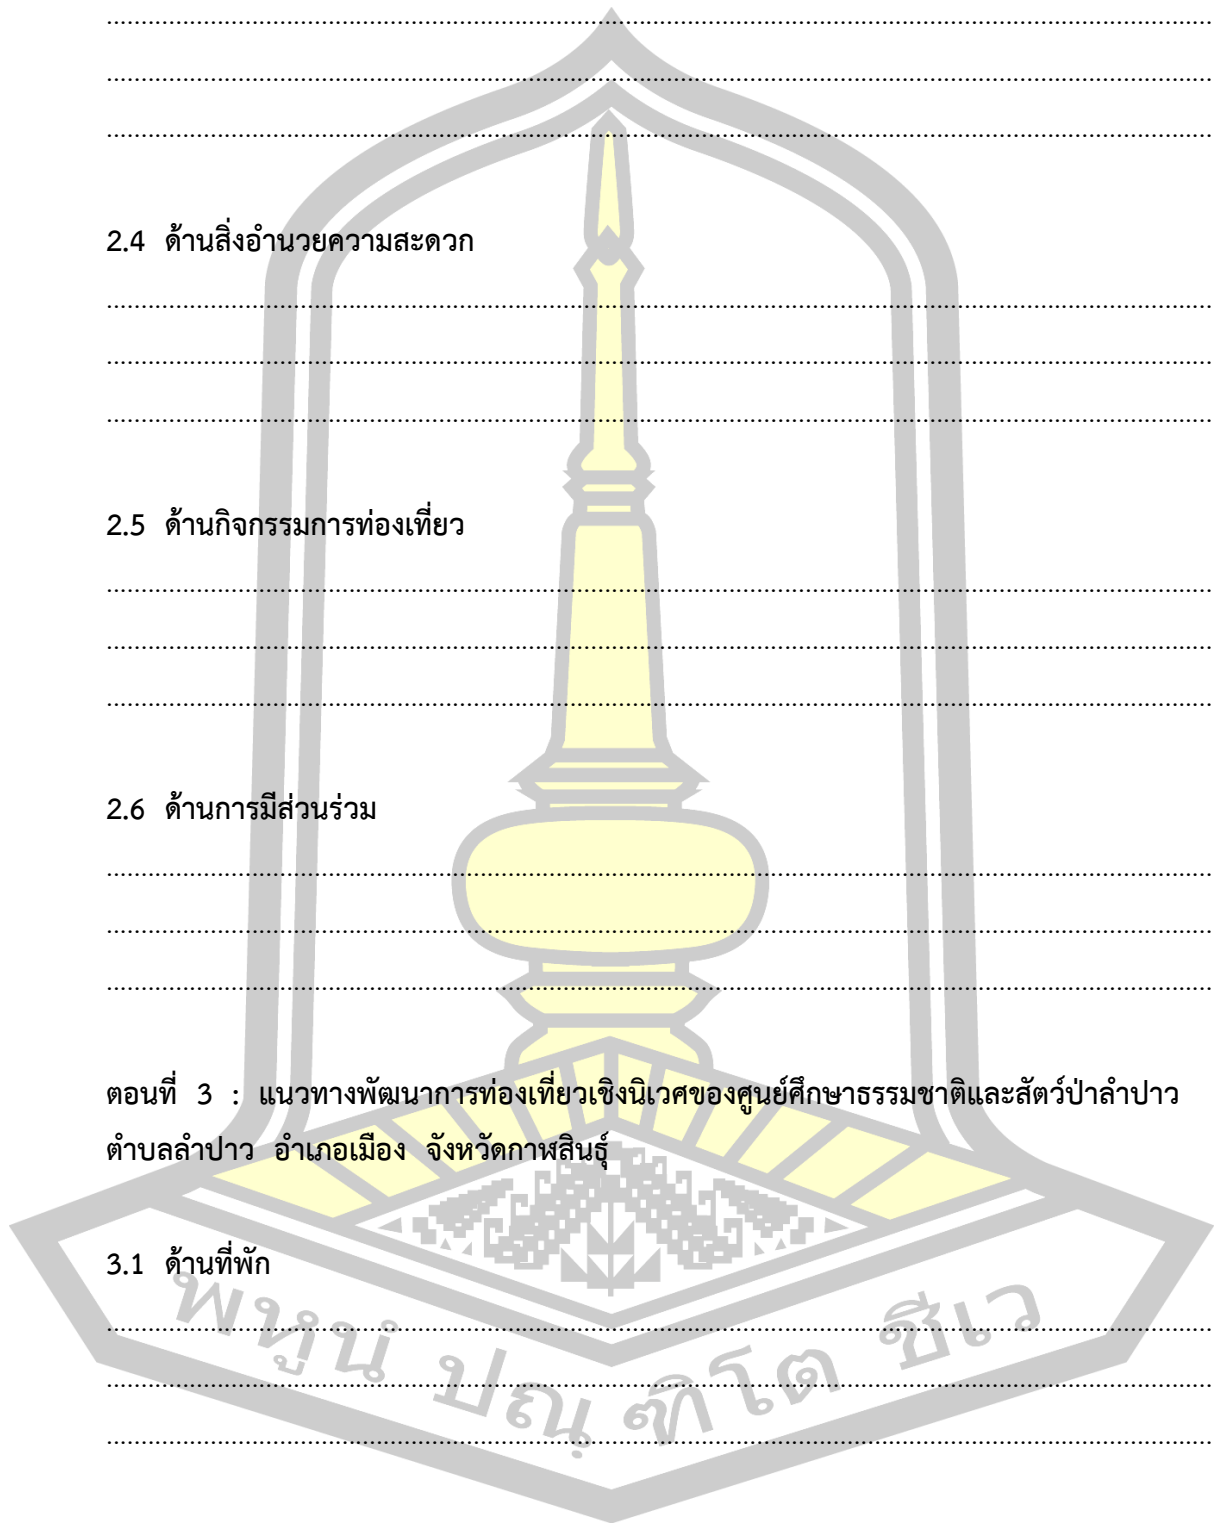 ................................................................................
................................................................................
................................................................................
2.4 ด้านสิ่งอำนวยความสะดวก
................................................................................
................................................................................
................................................................................
2.5 ด้านกิจกรรมการท่องเที่ยว
................................................................................
................................................................................
................................................................................
2.6 ด้านการมีส่วนร่วม
................................................................................
................................................................................
................................................................................
ตอนที่ 3 : แนวทางพัฒนาการท่องเที่ยวเชิงนิเวศของศูนย์ศึกษาธรรมชาติและสัตว์ป่าลำปาว
ตำบลลำปาว อำเภอเมือง จังหวัดกาฬสินธุ์
3.1 ด้านที่พัก
................................................................................
................................................................................
................................................................................
พหูนํ ปณฺฑิโต ชีเว